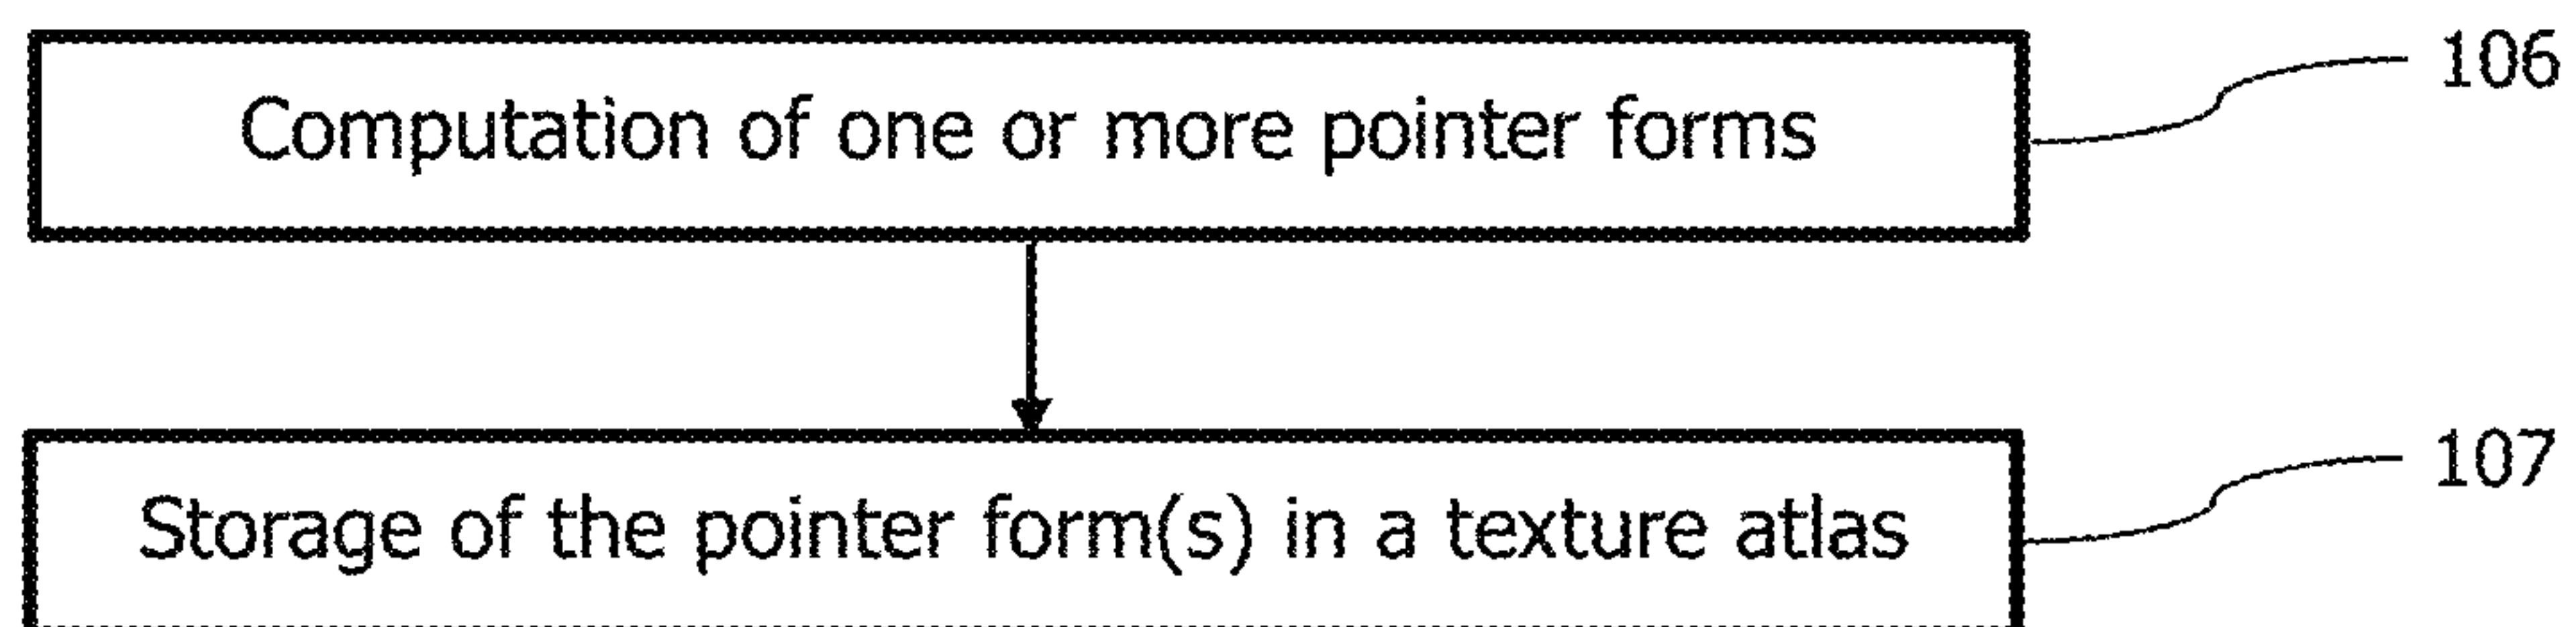 Computation of one or more pointer forms
106
Storage of the pointer form(s) in a texture atlas
107